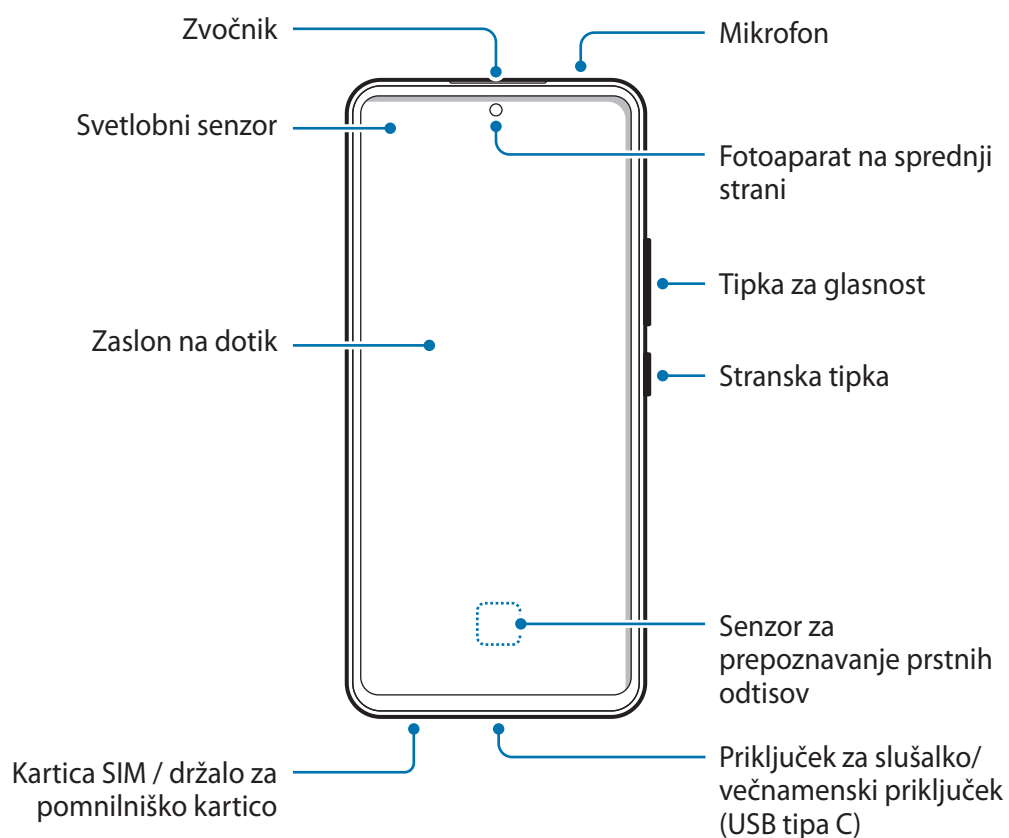 Zvočnik
Mikrofon
Svetlobni senzor
Fotoaparat na sprednji
strani
Tipka za glasnost
Zaslon na dotik
Stranska tipka
Senzor za
prepoznavanje prstnih
odtisov
Kartica SIM / držalo za
pomnilniško kartico
Priključek za slušalko/
večnamenski priključek
(USB tipa C)